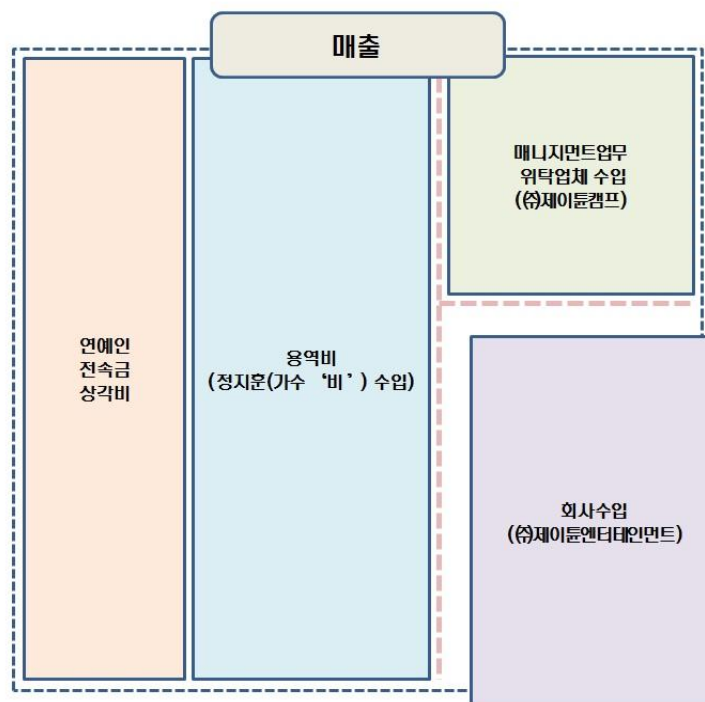 매출
연예인
전속금
상각비
용역비
(정지훈(가수 ‘비’) 수입)
매니지먼트업무
위탁업체 수입
(㈜제이튠캠프)
회사수입
(㈜제이튠엔터테인먼트)